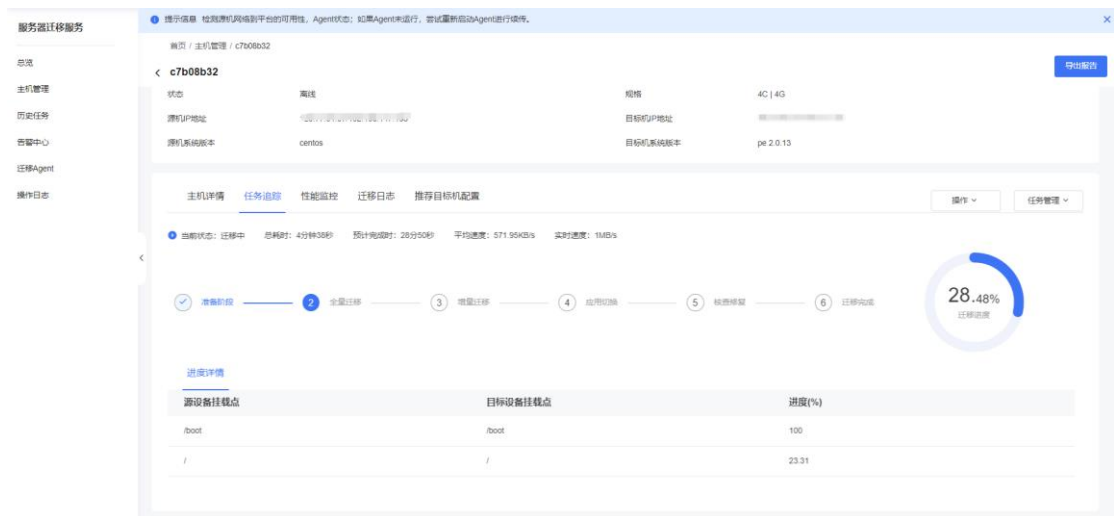 服务器迁移服务
总览
主机管理
历史任务
告警中心
迁移Agent
操作日志
提示信息 检测源机网络到平台的可用性，Agent状态；如果Agent未运行，尝试重新启动Agent进行续传。
首页 / 主机管理 / c7b08b32
c7b08b32
导出报告
状态 离线 规格 4C | 4G
源机IP地址 目标机IP地址
源机系统版本 centos 目标机系统版本 pe 2.0.13
主机详情 任务追踪 性能监控 迁移日志 推荐目标机配置 操作 任务管理
当前状态：迁移中 总耗时：4分钟38秒 预计完成时：28分50秒 平均速度：571.95KB/s 实时速度：1MB/s
准备阶段 2 全量迁移 3 增量迁移 4 应用切换 5 核查修复 6 迁移完成
28.48%
迁移进度
进度详情
源设备挂载点 目标设备挂载点 进度(%)
/boot /boot 100
/ / 23.31